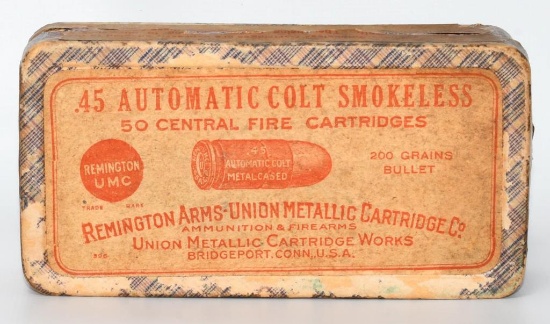 .45 AUTOMATIC COLT SMOKELESS
50 CENTRAL FIRE CARTRIDGES
REMINGTON
UMC
TRADE MARK
.45
AUTOMATIC COLT
METAL CASED
200 GRAINS
BULLET
REMINGTON ARMS-UNION METALLIC CARTRIDGE Co.
AMMUNITION & FIREARMS
UNION METALLIC CARTRIDGE WORKS
BRIDGEPORT, CONN., U.S.A.